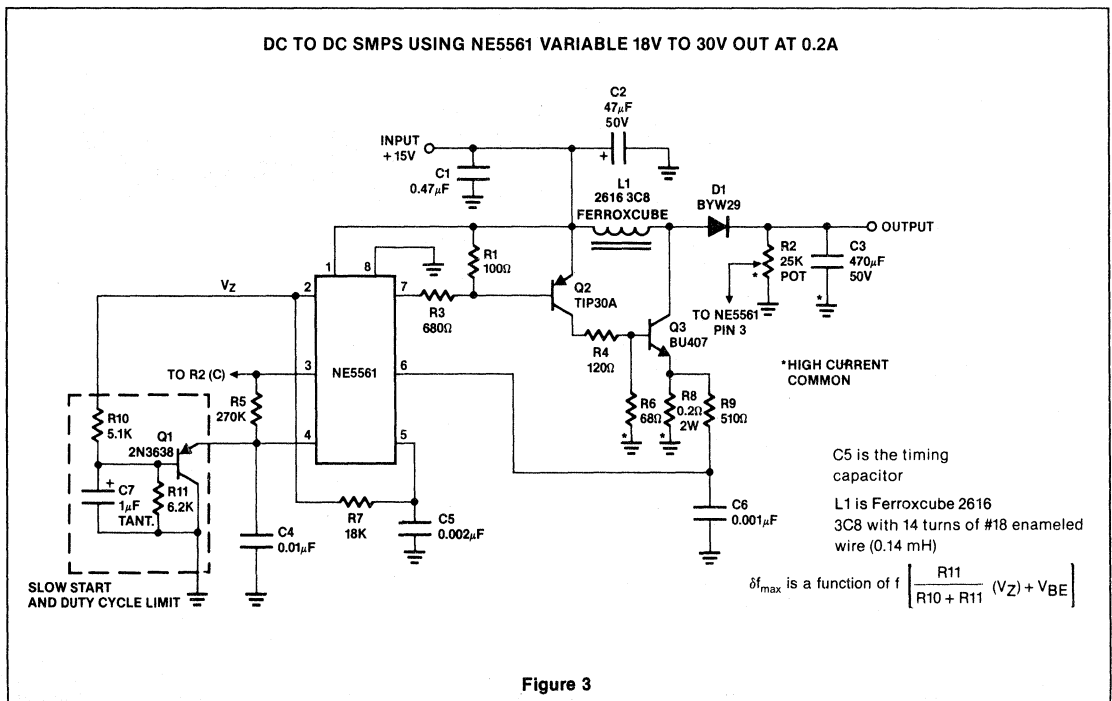 DC TO DC SMPS USING NE5561 VARIABLE 18V TO 30V OUT AT 0.2A
C2
47μF
50V
+
INPUT
+15V
C1
0.47μF
L1
2616 3C8
FERROXCUBE
D1
BYW29
OUTPUT
R1
100Ω
R2
25K
POT
*
C3
470μF
50V
*
1
8
VZ
2
7
R3
680Ω
Q2
TIP30A
TO NE5561
PIN 3
Q3
BU407
R4
120Ω
*HIGH CURRENT
COMMON
TO R2 (C)
3
NE5561
6
R5
270K
R6
68Ω
*
R8
0.2Ω
2W
*
R9
510Ω
R10
5.1K
Q1
2N3638
4
5
C7
1μF
TANT.
+
R11
6.2K
R7
18K
C4
0.01μF
C5
0.002μF
C6
0.001μF
C5 is the timing
capacitor
L1 is Ferroxcube 2616
3C8 with 14 turns of #18 enameled
wire (0.14 mH)
SLOW START
AND DUTY CYCLE LIMIT
δfmax is a function of f [ R11 / R10 + R11 (VZ) + VBE ]
Figure 3